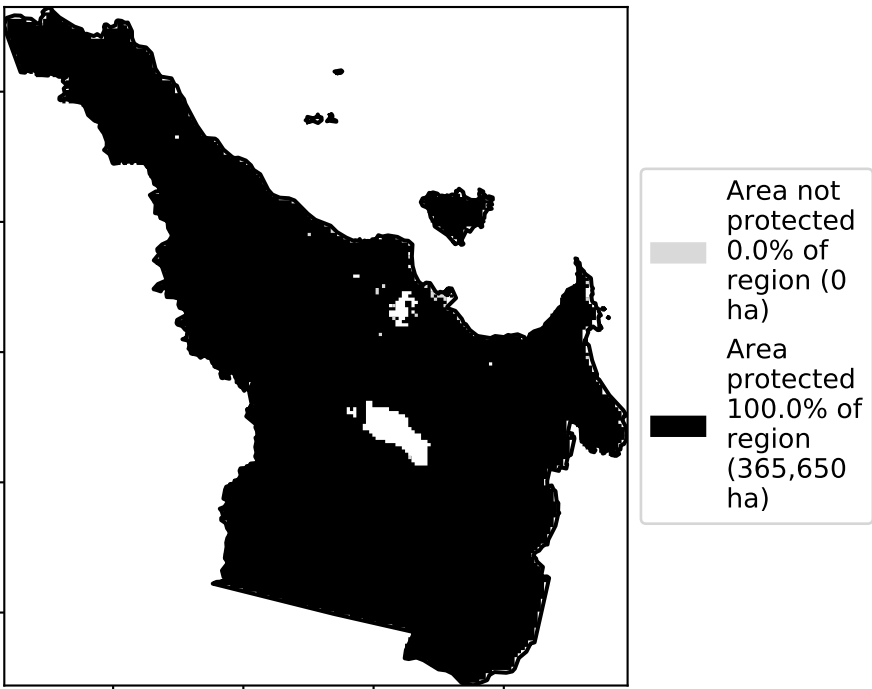 Area not
protected
0.0% of
region (0
ha)
Area
protected
100.0% of
region
(365,650
ha)